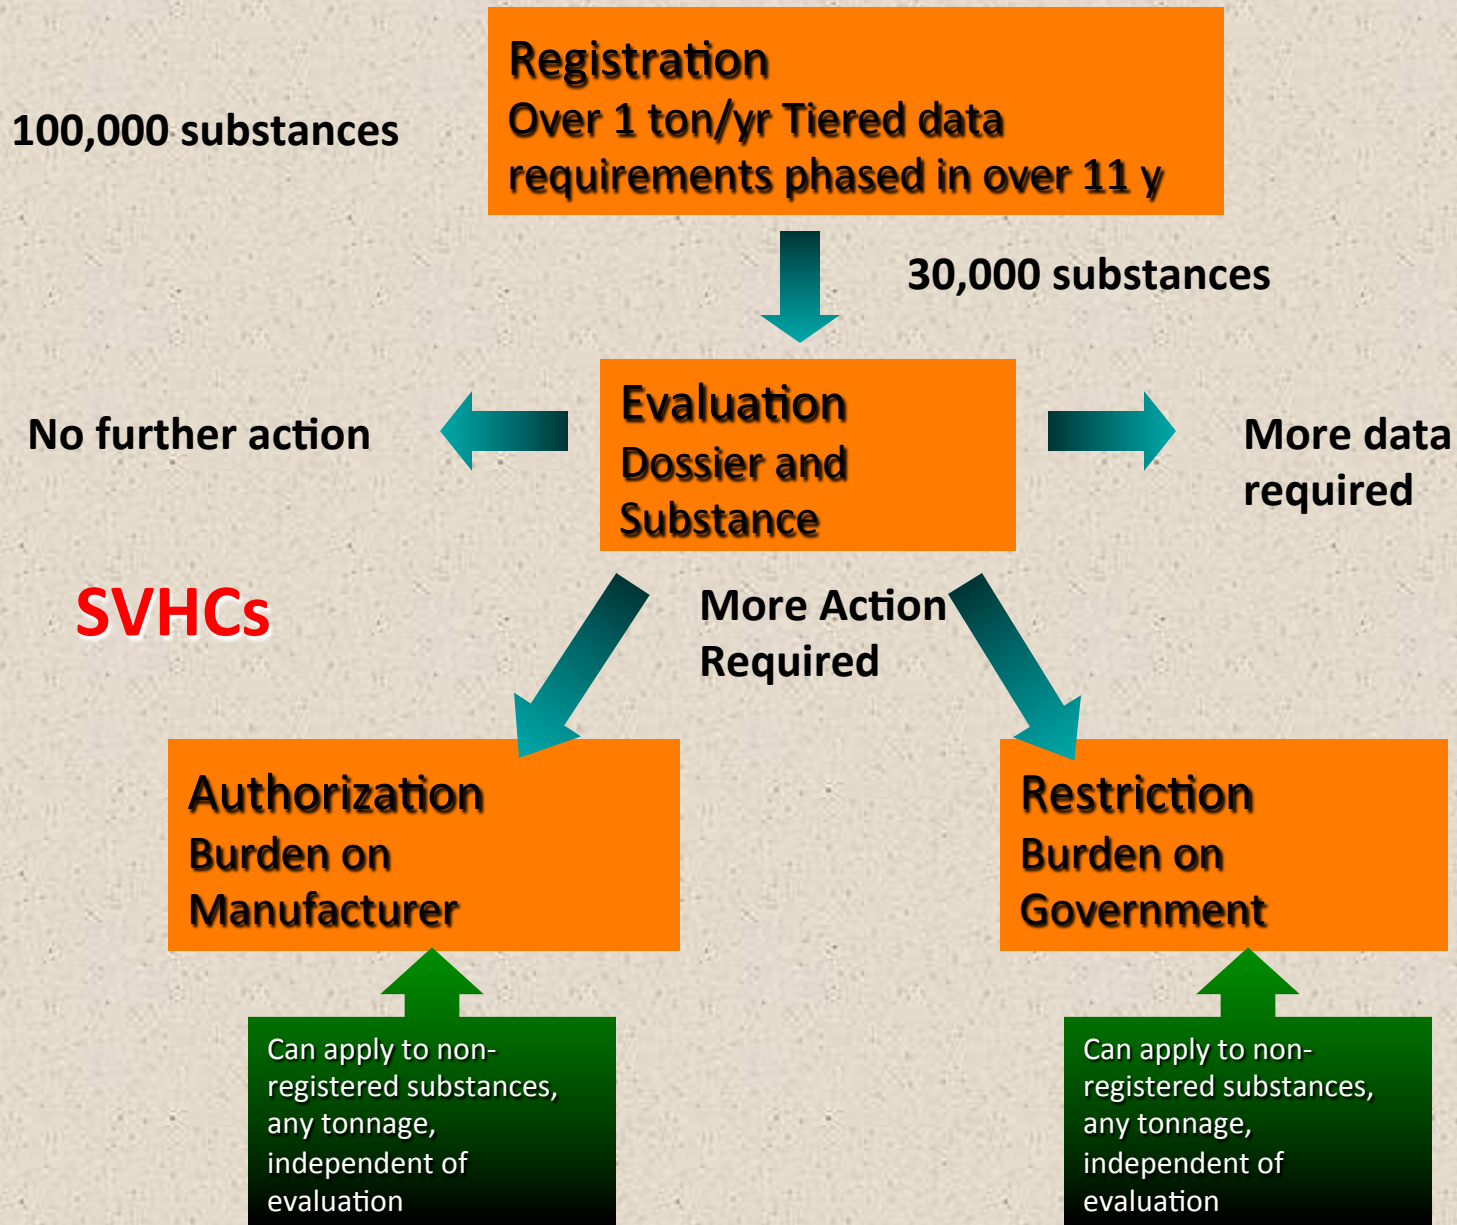 Registration
Over 1 ton/yr Tiered data
requirements phased in over 11 y
100,000 substances
30,000 substances
Evaluation
Dossier and
Substance
No further action
More data
required
SVHCs
More Action
Required
Authorization
Burden on
Manufacturer
Restriction
Burden on
Government
Can apply to non-
registered substances,
any tonnage,
independent of
evaluation
Can apply to non-
registered substances,
any tonnage,
independent of
evaluation